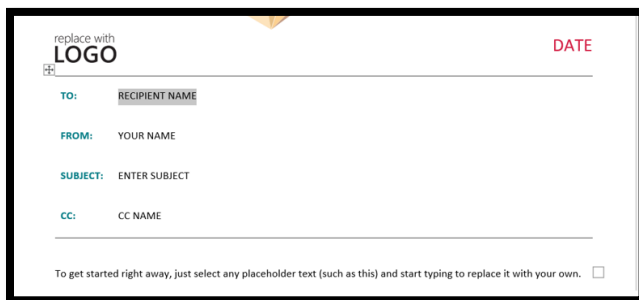 replace with
LOGO
DATE
TO: RECIPIENT NAME
FROM: YOUR NAME
SUBJECT: ENTER SUBJECT
CC: CC NAME
To get started right away, just select any placeholder text (such as this) and start typing to replace it with your own.